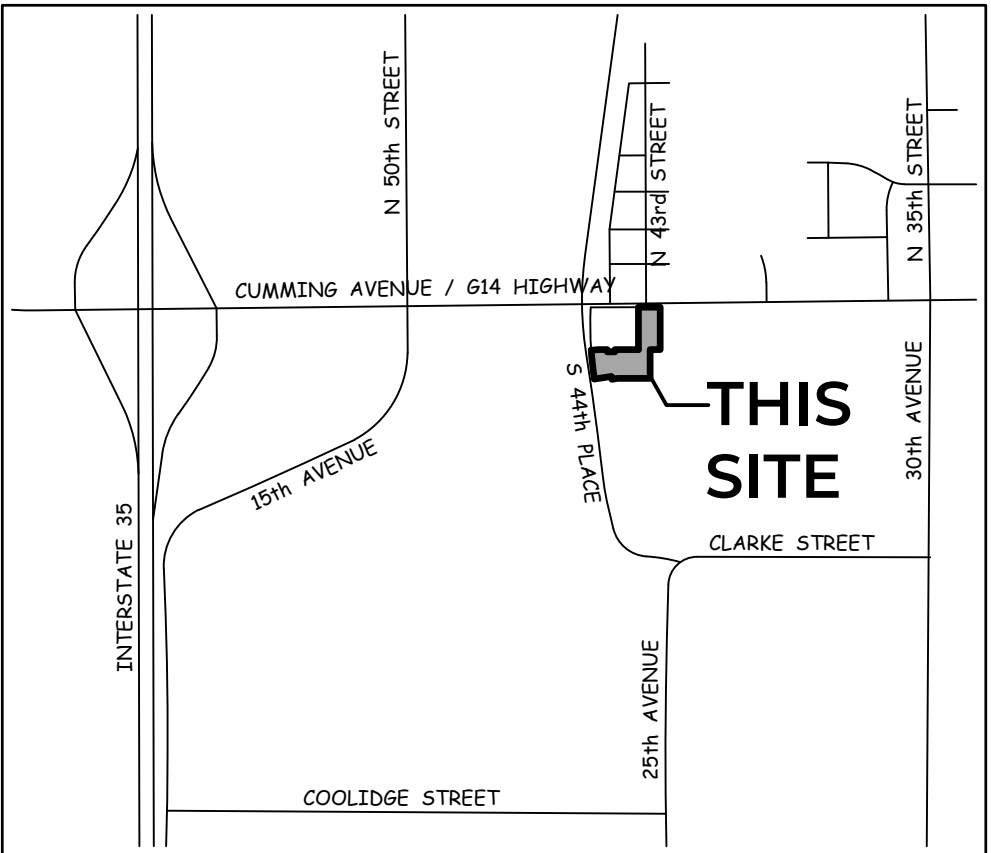 N 50th STREET
N 43rd STREET
N 35th STREET
CUMMING AVENUE / G14 HIGHWAY
S 44th PLACE
30th AVENUE
THIS
SITE
15th AVENUE
INTERSTATE 35
CLARKE STREET
25th AVENUE
COOLIDGE STREET